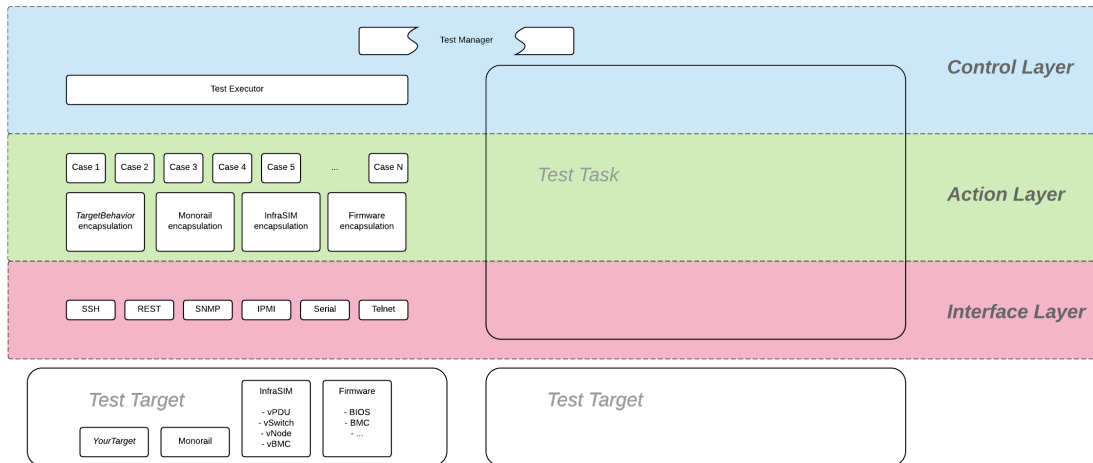 Test Manager
Control Layer
Test Executor
Case 1
Case 2
Case 3
Case 4
Case 5
...
Case N
Test Task
Action Layer
TargetBehavior
encapsulation
Monorail
encapsulation
InfraSIM
encapsulation
Firmware
encapsulation
SSH
REST
SNMP
IPMI
Serial
Telnet
Interface Layer
Test Target
YourTarget
Monorail
InfraSIM
- vPDU
- vSwitch
- vNode
- vBMC
Firmware
- BIOS
- BMC
- ...
Test Target